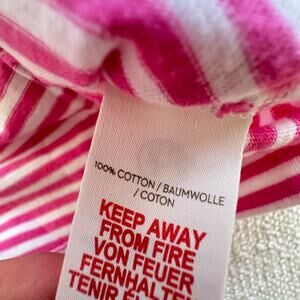 100% COTTON / BAUMWOLLE
/ COTON
KEEP AWAY
FROM FIRE
VON FEUER
FERNHALTEN
TENIR